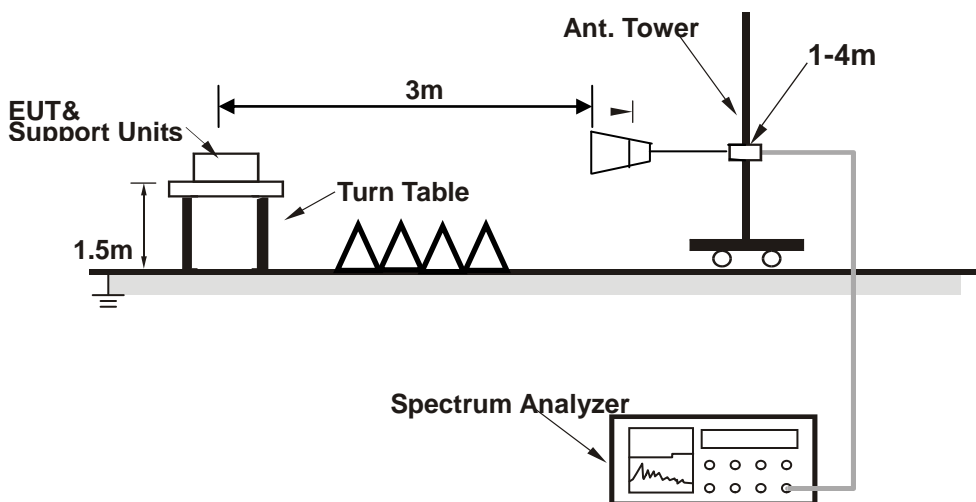 Ant. Tower
1-4m
3m
EUT&
Support Units
Turn Table
1.5m
Spectrum Analyzer